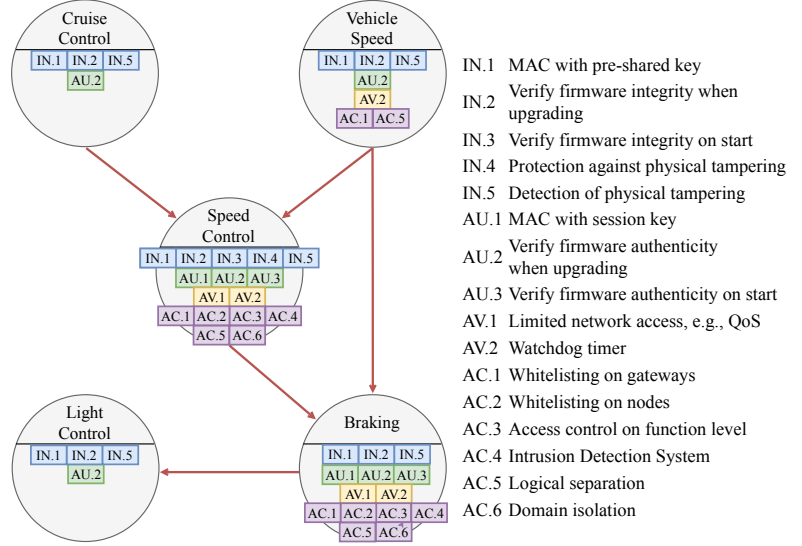 Cruise
Control
IN.1 IN.2 IN.5
AU.2
Vehicle
Speed
IN.1 IN.2 IN.5
AU.2
AV.2
AC.1 AC.5
Speed
Control
IN.1 IN.2 IN.3 IN.4 IN.5
AU.1 AU.2 AU.3
AV.1 AV.2
AC.1 AC.2 AC.3 AC.4
AC.5 AC.6
Light
Control
IN.1 IN.2 IN.5
AU.2
Braking
IN.1 IN.2 IN.5
AU.1 AU.2 AU.3
AV.1 AV.2
AC.1 AC.2 AC.3 AC.4
AC.5 AC.6
IN.1 MAC with pre-shared key
IN.2 Verify firmware integrity when
upgrading
IN.3 Verify firmware integrity on start
IN.4 Protection against physical tampering
IN.5 Detection of physical tampering
AU.1 MAC with session key
AU.2 Verify firmware authenticity
when upgrading
AU.3 Verify firmware authenticity on start
AV.1 Limited network access, e.g., QoS
AV.2 Watchdog timer
AC.1 Whitelisting on gateways
AC.2 Whitelisting on nodes
AC.3 Access control on function level
AC.4 Intrusion Detection System
AC.5 Logical separation
AC.6 Domain isolation